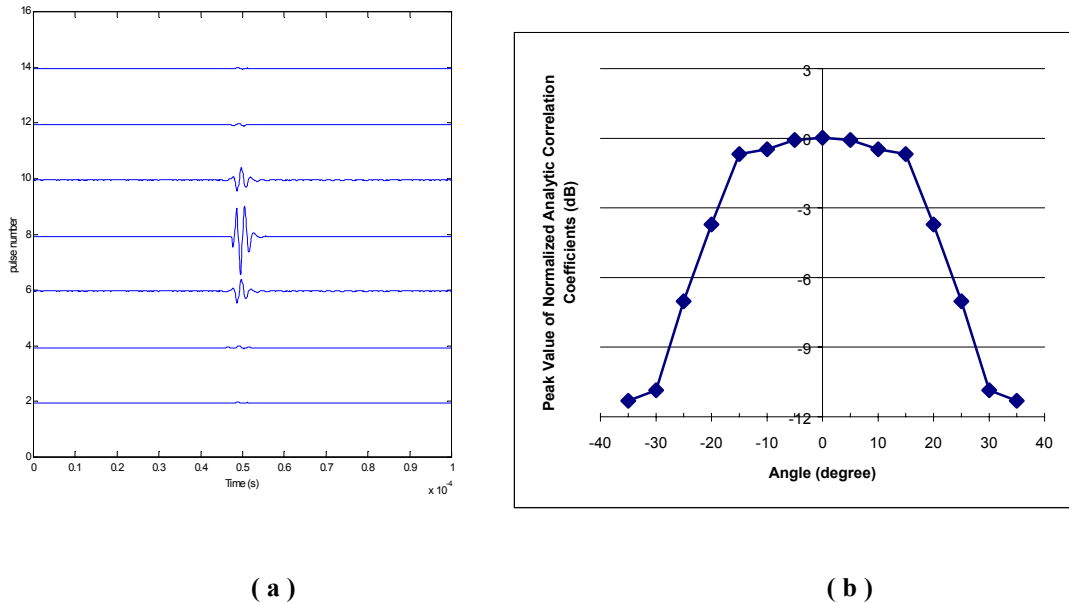 16
14
12
10
8
6
4
2
0
pulse number
0 0.1 0.2 0.3 0.4 0.5 0.6 0.7 0.8 0.9 1
Time (s)
x 10-4
( a )
Peak Value of Normalized Analytic Correlation
Coefficients (dB)
3
0
-3
-6
-9
-12
-40 -30 -20 -10 0 10 20 30 40
Angle (degree)
( b )